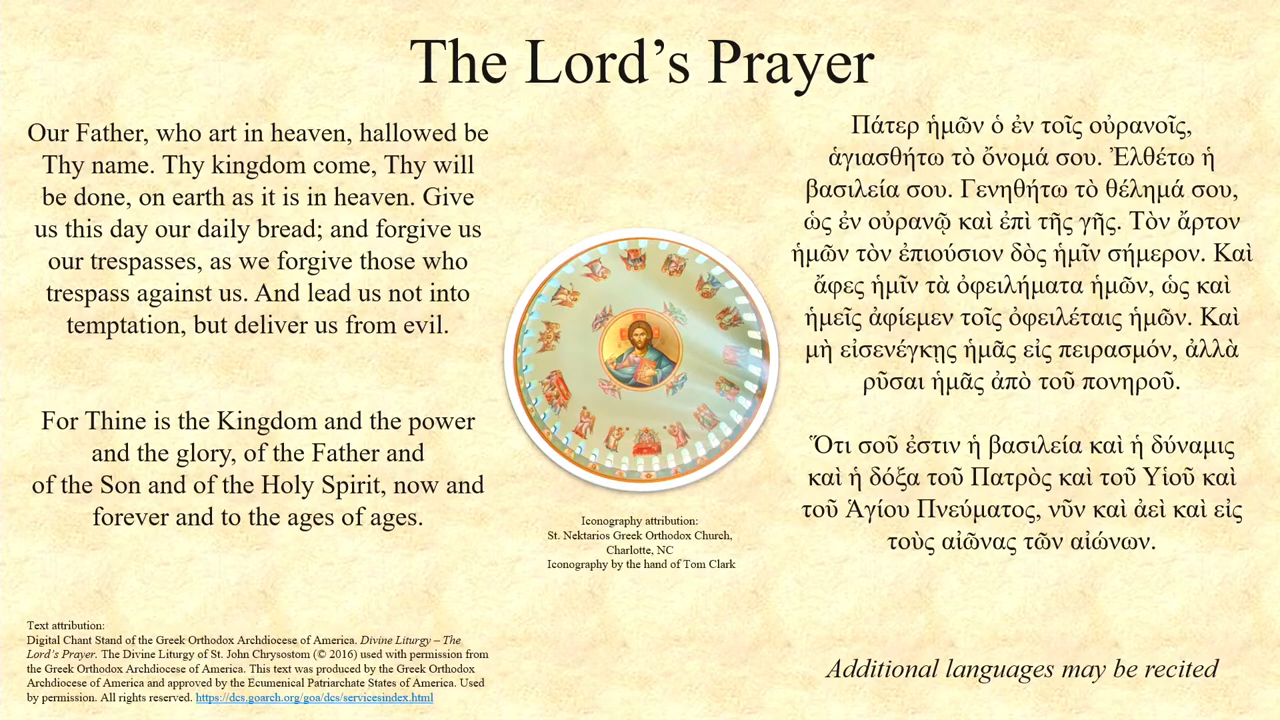 The Lord’s Prayer
Our Father, who art in heaven, hallowed be
Thy name. Thy kingdom come, Thy will
be done, on earth as it is in heaven. Give
us this day our daily bread; and forgive us
our trespasses, as we forgive those who
trespass against us. And lead us not into
temptation, but deliver us from evil.
For Thine is the Kingdom and the power
and the glory, of the Father and
of the Son and of the Holy Spirit, now and
forever and to the ages of ages.
Text attribution:
Digital Chant Stand of the Greek Orthodox Archdiocese of America. Divine Liturgy – The
Lord’s Prayer. The Divine Liturgy of St. John Chrysostom (© 2016) used with permission from
the Greek Orthodox Archdiocese of America. This text was produced by the Greek Orthodox
Archdiocese of America and approved by the Ecumenical Patriarchate States of America. Used
by permission. All rights reserved. https://dcs.goarch.org/goa/dcs/servicesindex.html
Iconography attribution:
St. Nektarios Greek Orthodox Church,
Charlotte, NC
Iconography by the hand of Tom Clark
Πάτερ ἡμῶν ὁ ἐν τοῖς οὐρανοῖς,
ἁγιασθήτω τὸ ὄνομά σου. Ἐλθέτω ἡ
βασιλεία σου. Γενηθήτω τὸ θέλημά σου,
ὡς ἐν οὐρανῷ καὶ ἐπὶ τῆς γῆς. Τὸν ἄρτον
ἡμῶν τὸν ἐπιούσιον δὸς ἡμῖν σήμερον. Καὶ
ἄφες ἡμῖν τὰ ὀφειλήματα ἡμῶν, ὡς καὶ
ἡμεῖς ἀφίεμεν τοῖς ὀφειλέταις ἡμῶν. Καὶ
μὴ εἰσενέγκῃς ἡμᾶς εἰς πειρασμόν, ἀλλὰ
ρῦσαι ἡμᾶς ἀπὸ τοῦ πονηροῦ.
Ὅτι σοῦ ἐστιν ἡ βασιλεία καὶ ἡ δύναμις
καὶ ἡ δόξα τοῦ Πατρὸς καὶ τοῦ Υἱοῦ καὶ
τοῦ Ἁγίου Πνεύματος, νῦν καὶ ἀεὶ καὶ εἰς
τοὺς αἰῶνας τῶν αἰώνων.
Additional languages may be recited